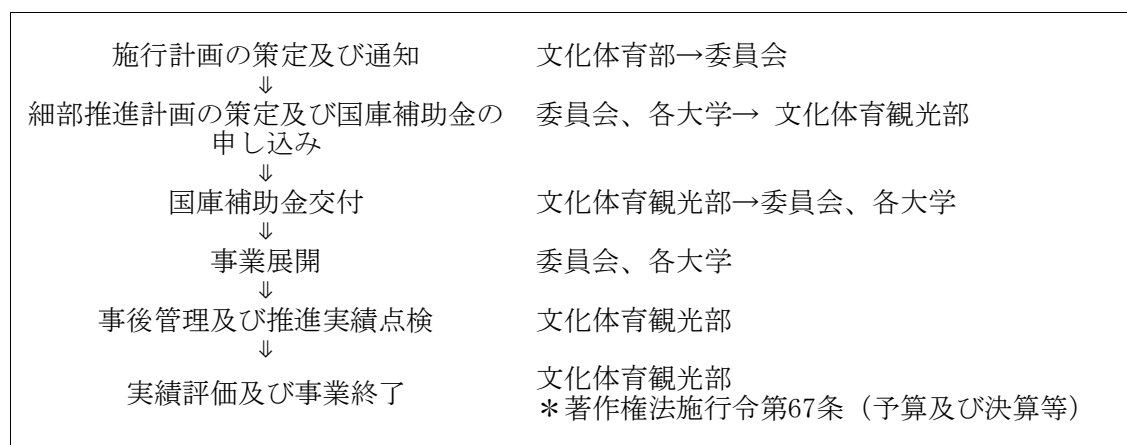 施行計画の策定及び通知　文化体育部→委員会
⇓
細部推進計画の策定及び国庫補助金の　委員会、各大学→ 文化体育観光部
申し込み
⇓
国庫補助金交付　文化体育観光部→委員会、各大学
⇓
事業展開　委員会、各大学
⇓
事後管理及び推進実績点検　文化体育観光部
⇓
実績評価及び事業終了　文化体育観光部
＊著作権法施行令第67条（予算及び決算等）